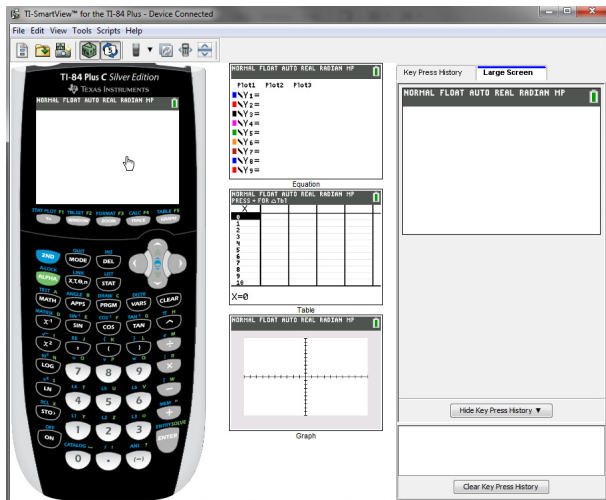 TI-SmartView™ for the TI-84 Plus - Device Connected
File Edit View Tools Scripts Help
TI-84 Plus C Silver Edition
TEXAS INSTRUMENTS
NORMAL FLOAT AUTO REAL RADIAN MP
STAT PLOT F1 TBLSET F2 FORMAT F3 CALC F4 TABLE F5
Y= WINDOW ZOOM TRACE GRAPH
QUIT INS
2ND MODE DEL
A-LOCK LINK LIST
ALPHA X,T,θ,n STAT
TEST A ANGLE B DRAW C DISTR
MATH APPS PRGM VARS CLEAR
MATRIX D SIN⁻¹ E COS⁻¹ F TAN⁻¹ G π H
X⁻¹ SIN COS TAN ^
X² , ( ) ÷
LOG 7 8 9 ×
LN 4 5 6 −
RCL X L1 Y L2 Z L3 MEM "
STO› 1 2 3 +
OFF CATALOG ANS ? ENTRY SOLVE
ON 0 . (−) ENTER
NORMAL FLOAT AUTO REAL RADIAN MP
Plot1 Plot2 Plot3
\Y1=
\Y2=
\Y3=
\Y4=
\Y5=
\Y6=
\Y7=
\Y8=
\Y9=
Equation
NORMAL FLOAT AUTO REAL RADIAN MP
PRESS + FOR △Tbl
X
0
1
2
3
4
5
6
7
8
9
10
X=0
Table
NORMAL FLOAT AUTO REAL RADIAN MP
Graph
Key Press History Large Screen
NORMAL FLOAT AUTO REAL RADIAN MP
Hide Key Press History ▼
Clear Key Press History